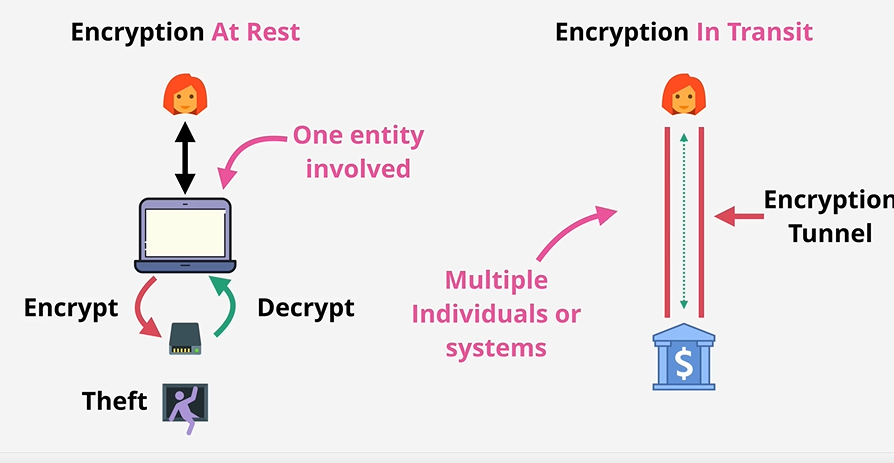 Encryption At Rest
One entity
involved
Encrypt
Decrypt
Theft
Encryption In Transit
Encryption
Tunnel
Multiple
Individuals or
systems
$